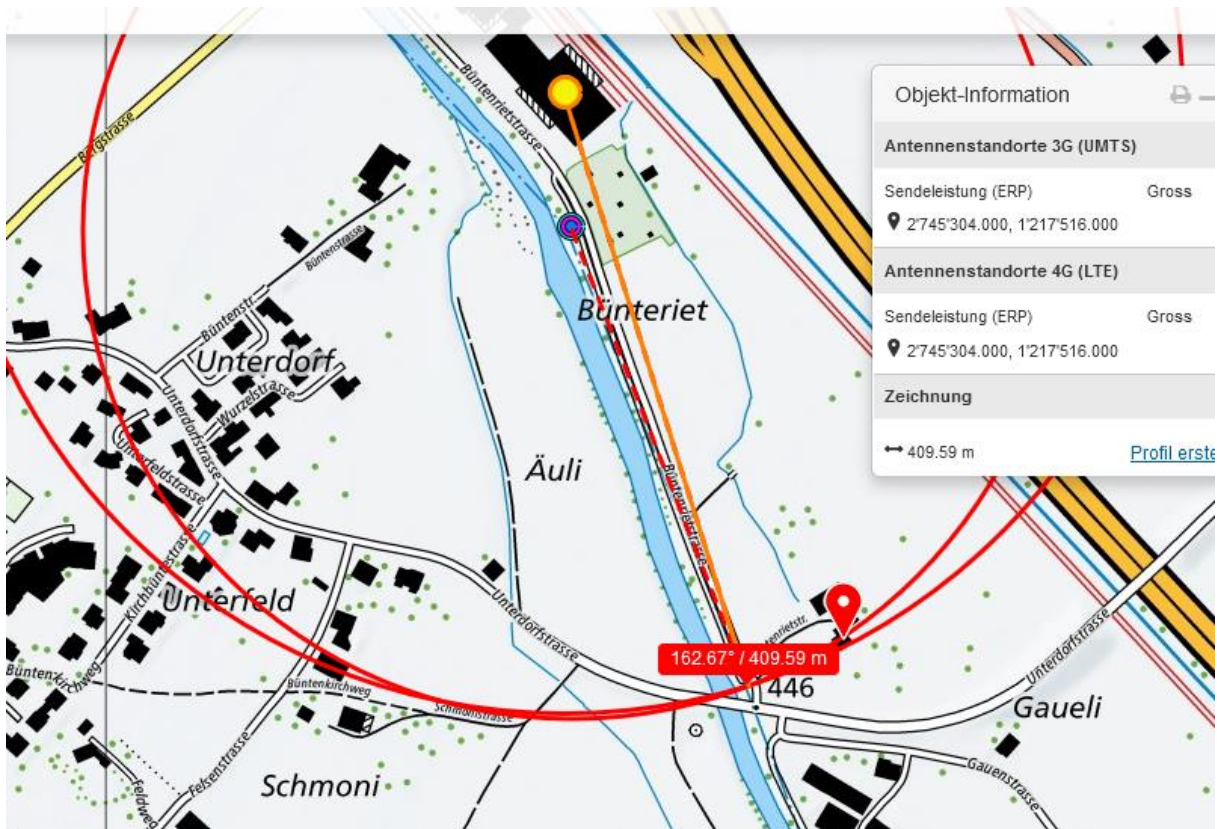 Objekt-Information
Antennenstandorte 3G (UMTS)
Sendeleistung (ERP) Gross
2'745'304.000, 1'217'516.000
Antennenstandorte 4G (LTE)
Sendeleistung (ERP) Gross
2'745'304.000, 1'217'516.000
Zeichnung
409.59 m Profil erste
Bergstrasse
Büntenrietstrasse
Büntenstrasse
Bünteriet
Büntenstr.
Unterdorf
Wurzelstrasse
Unterdorfstrasse
Unterfeldstrasse
Äuli
Büntenrietstrasse
Kirchbüntestrasse
Unterfeld
Unterdorfstrasse
ntenrietstr.
Unterdorfstrasse
162.67° / 409.59 m
446
Büntenkirchweg
Büntenkirchweg
Schmonistrasse
Gaueli
Felsenstrasse
Schmoni
Feldweg
Gauenstrasse